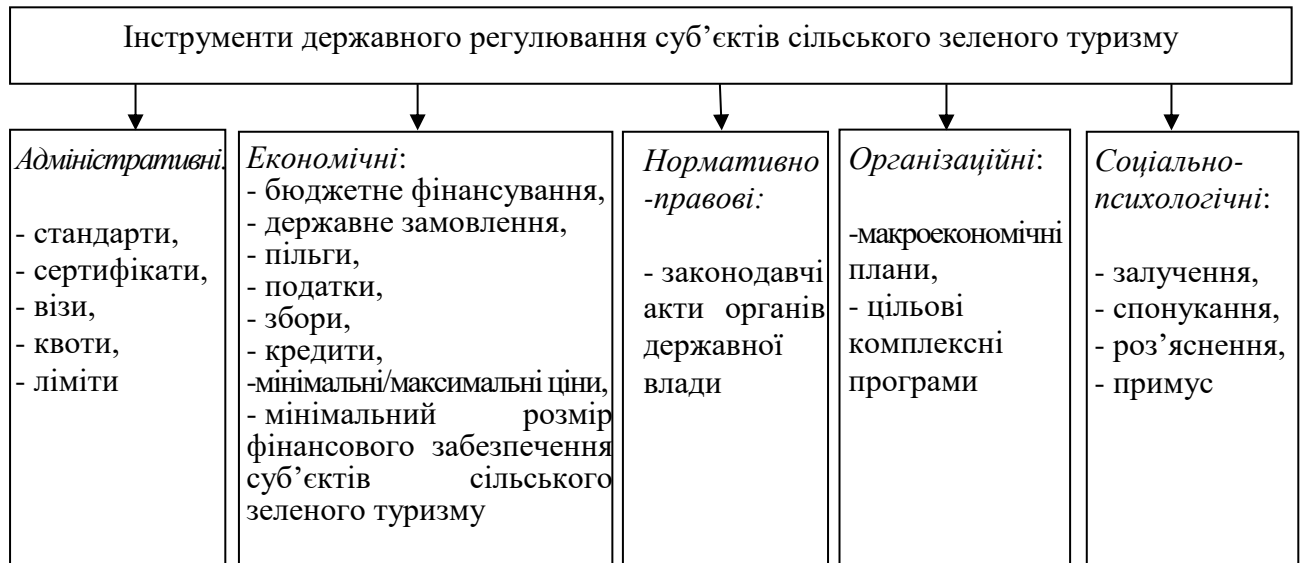 Інструменти державного регулювання суб’єктів сільського зеленого туризму
Адміністративні:
- стандарти,
- сертифікати,
- візи,
- квоти,
- ліміти
Економічні:
- бюджетне фінансування,
- державне замовлення,
- пільги,
- податки,
- збори,
- кредити,
-мінімальні/максимальні ціни,
- мінімальний розмір
фінансового забезпечення
суб’єктів сільського
зеленого туризму
Нормативно
-правові:
- законодавчі
акти органів
державної
влади
Організаційні:
-макроекономічні
плани,
- цільові
комплексні
програми
Соціально-
психологічні:
- залучення,
- спонукання,
- роз’яснення,
- примус